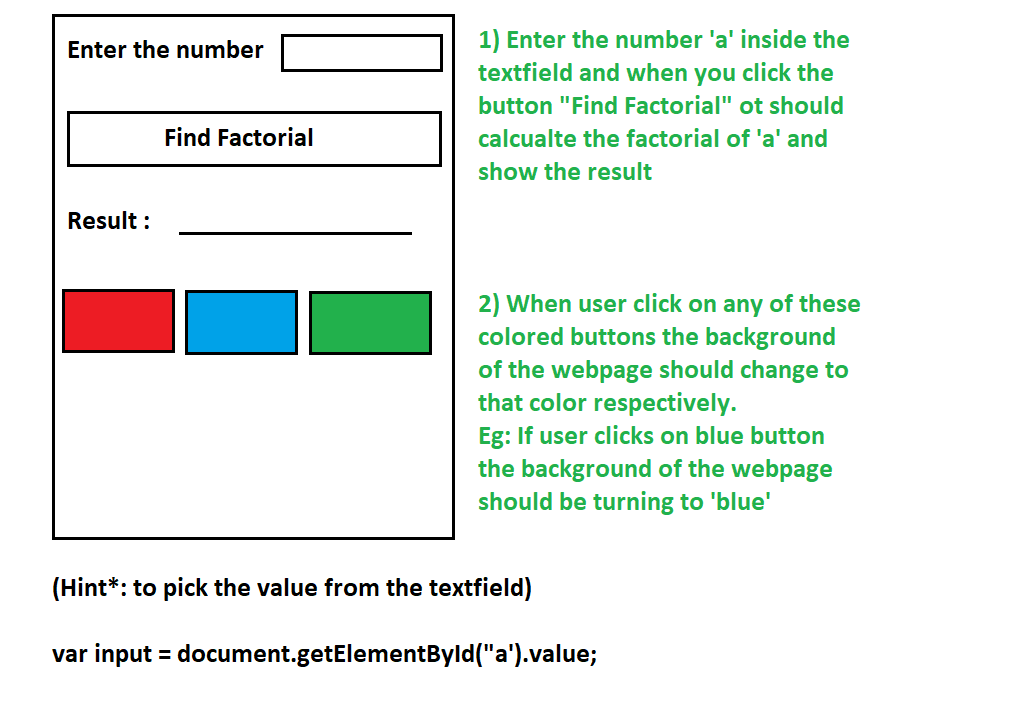 Enter the number
Find Factorial
Result :
1) Enter the number 'a' inside the
textfield and when you click the
button "Find Factorial" ot should
calcualte the factorial of 'a' and
show the result
2) When user click on any of these
colored buttons the background
of the webpage should change to
that color respectively.
Eg: If user clicks on blue button
the background of the webpage
should be turning to 'blue'
(Hint*: to pick the value from the textfield)
var input = document.getElementById("a').value;